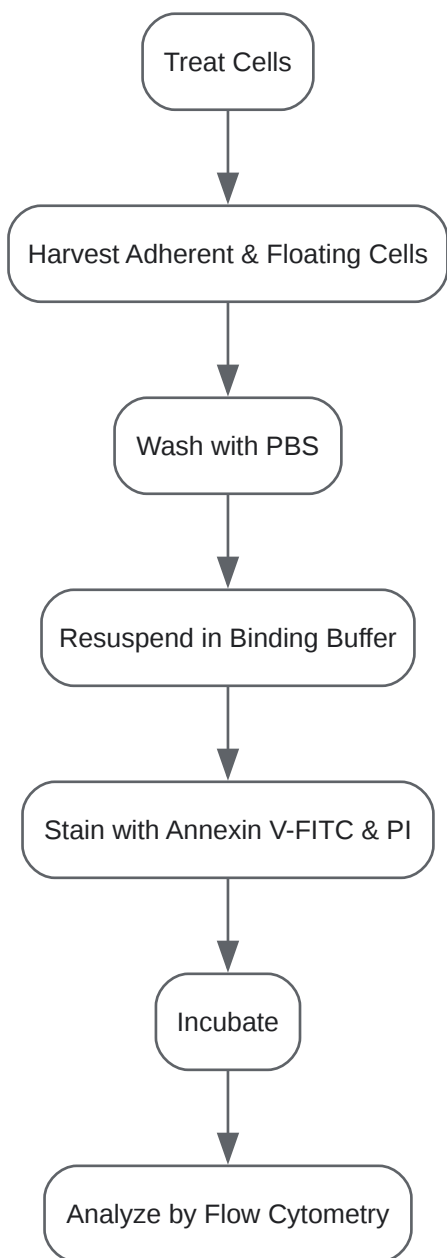 Treat Cells
Harvest Adherent & Floating Cells
Wash with PBS
Resuspend in Binding Buffer
Stain with Annexin V-FITC & PI
Incubate
Analyze by Flow Cytometry